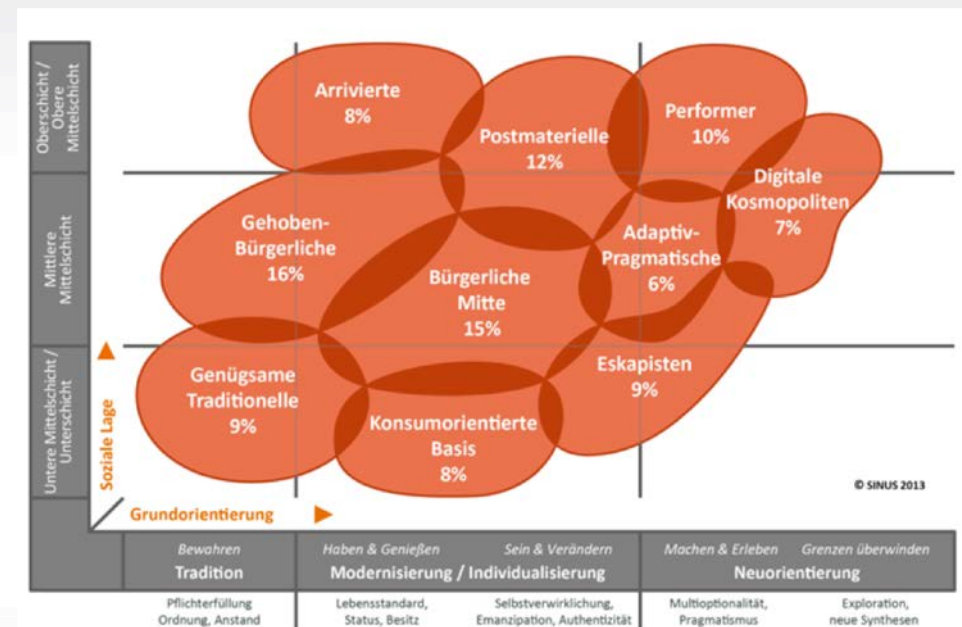 Oberschicht /
Obere
Mittelschicht
Mittlere
Mittelschicht
Untere Mittelschicht /
Unterschicht
Soziale Lage
Arrivierte
8%
Postmaterielle
12%
Performer
10%
Digitale
Kosmopoliten
7%
Gehoben-
Bürgerliche
16%
Adaptiv-
Pragmatische
6%
Bürgerliche
Mitte
15%
Eskapisten
9%
Genügsame
Traditionelle
9%
Konsumorientierte
Basis
8%
© SINUS 2013
Grundorientierung
Bewahren
Tradition
Haben & Genießen
Sein & Verändern
Modernisierung / Individualisierung
Machen & Erleben
Grenzen überwinden
Neuorientierung
Pflichterfüllung
Ordnung, Anstand
Lebensstandard,
Status, Besitz
Selbstverwirklichung,
Emanzipation, Authentizität
Multioptionalität,
Pragmatismus
Exploration,
neue Synthesen